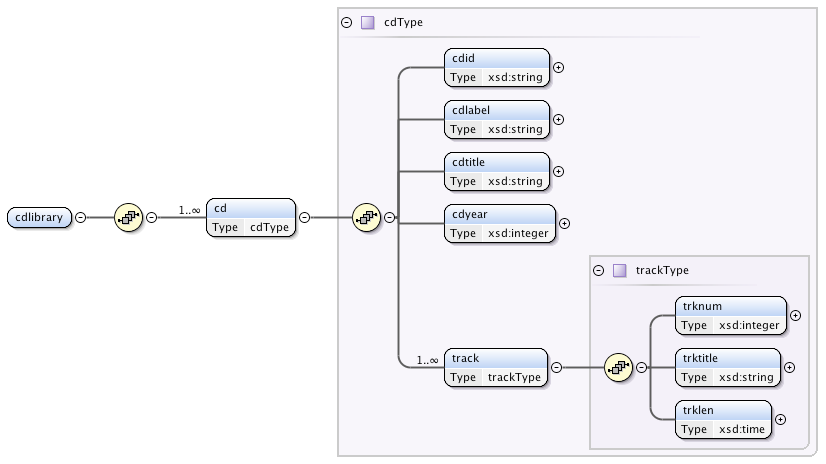 cdType
cdid
Type xsd:string
cdlabel
Type xsd:string
cdtitle
Type xsd:string
cdlibrary
1..∞
cd
Type cdType
cdyear
Type xsd:integer
trackType
trknum
Type xsd:integer
1..∞
track
Type trackType
trktitle
Type xsd:string
trklen
Type xsd:time